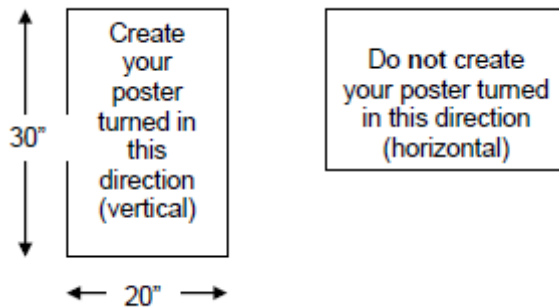 Create
your
poster
turned in
this
direction
(vertical)
30”
20”
Do not create
your poster turned
in this direction
(horizontal)